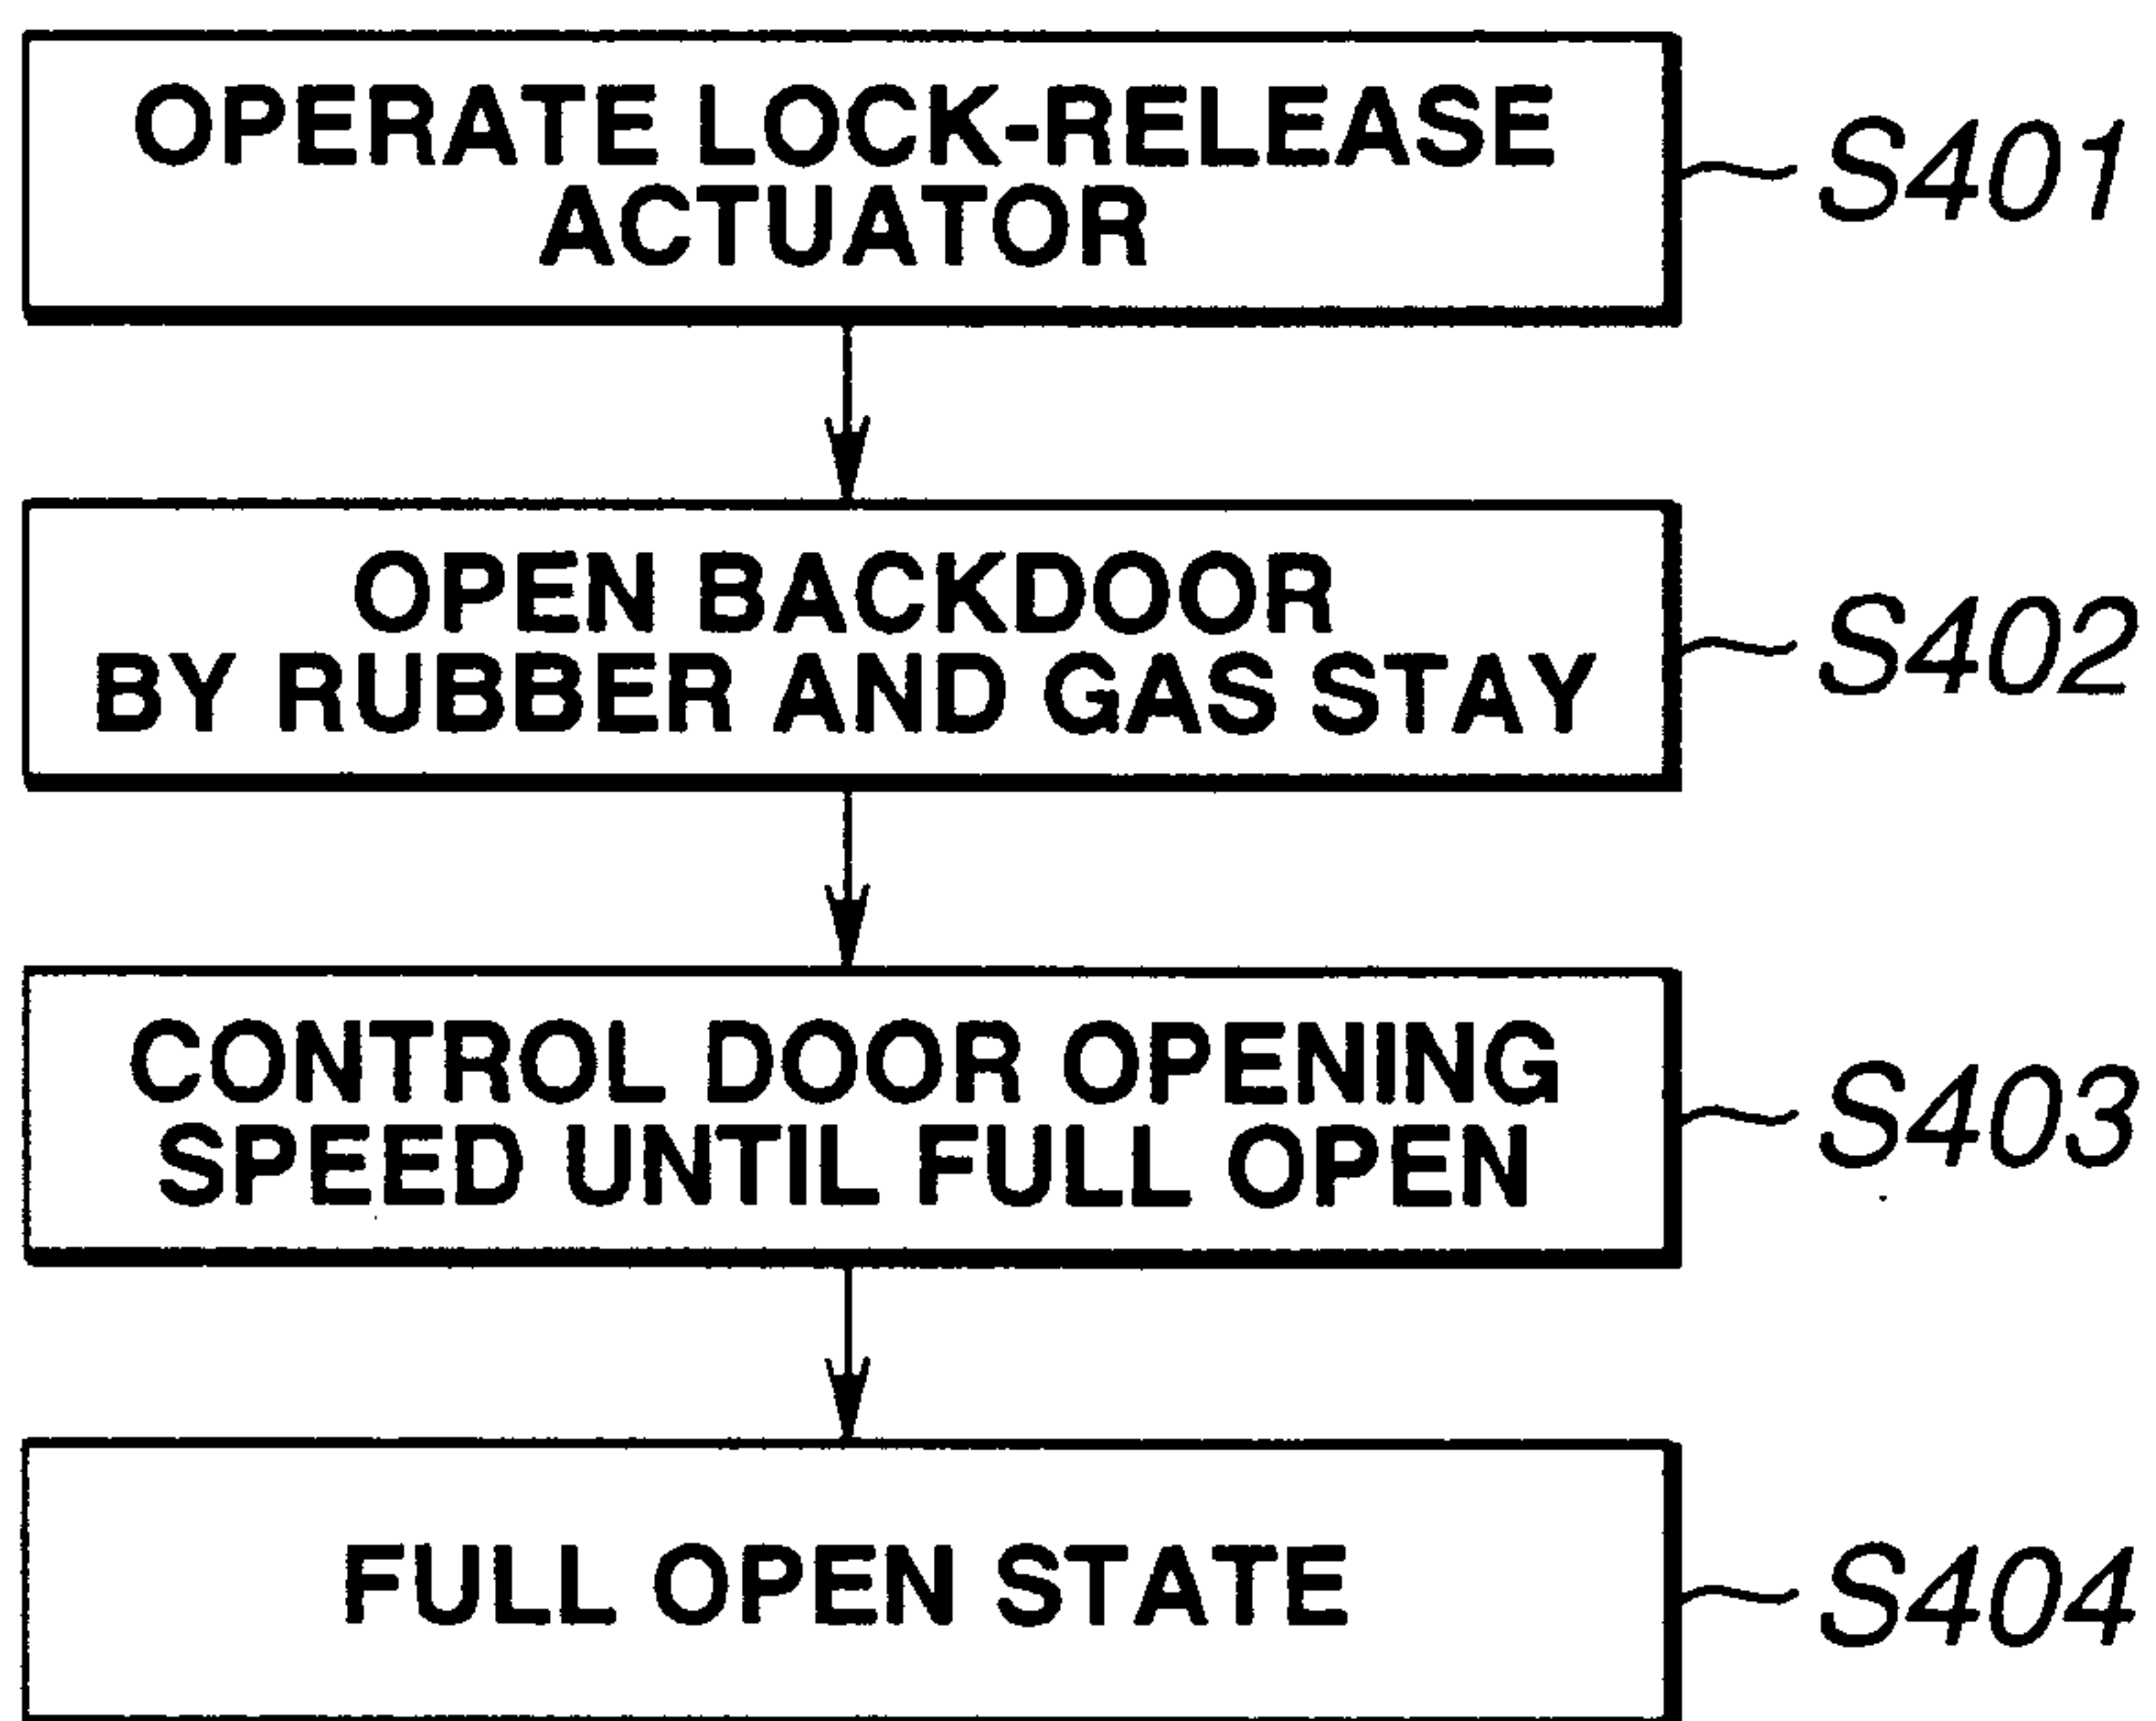 OPERATE LOCK-RELEASE
ACTUATOR
S401
OPEN BACKDOOR
BY RUBBER AND GAS STAY
S402
CONTROL DOOR OPENING
SPEED UNTIL FULL OPEN
S403
FULL OPEN STATE
S404